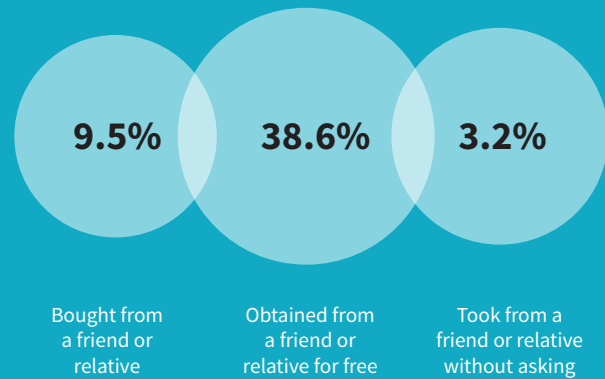 9.5%
38.6%
3.2%
Bought from
a friend or
relative
Obtained from
a friend or
relative for free
Took from a
friend or relative
without asking